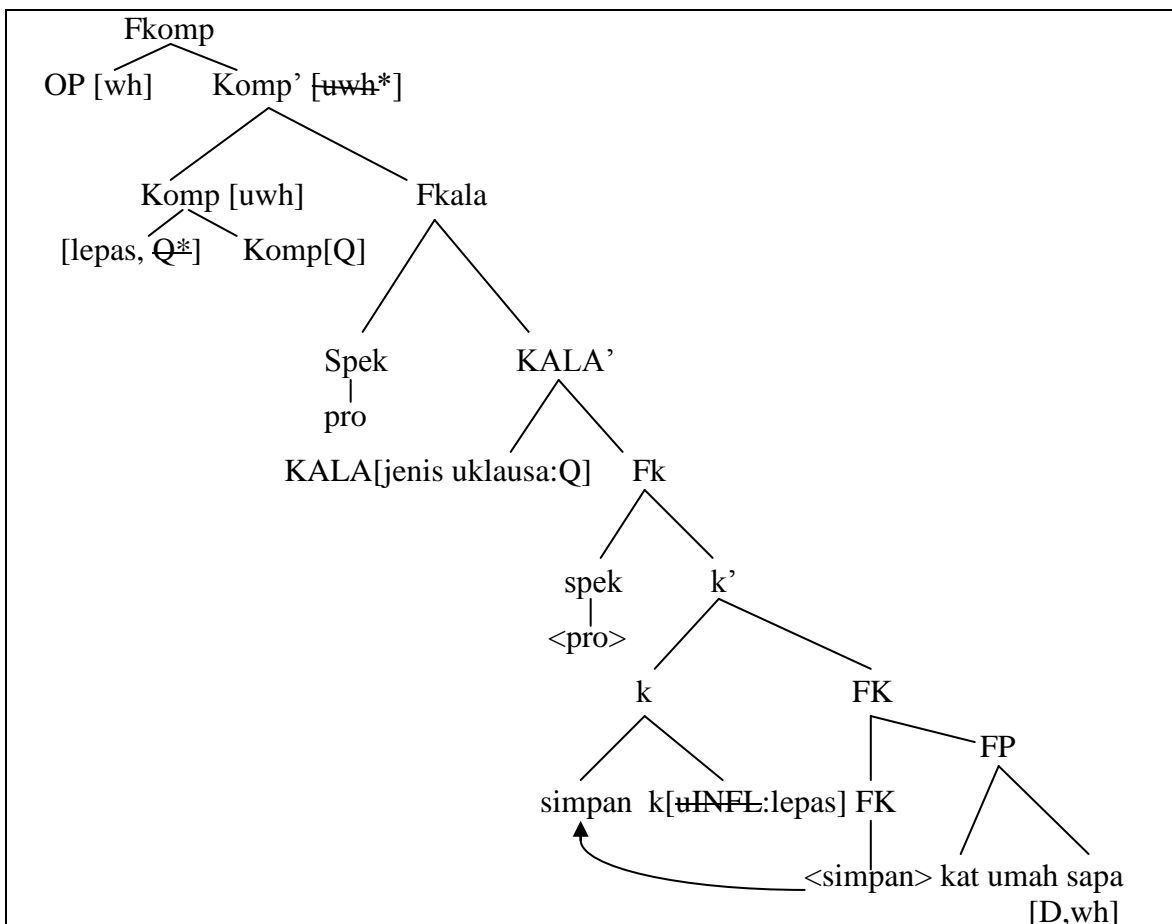 Fkomp
OP [wh] Komp’ [uwh*]
Komp [uwh] Fkala
[lepas, Q*] Komp[Q]
Spek KALA’
pro
KALA[jenis uklausa:Q] Fk
spek k’
<pro>
k FK
FP
simpan k[uINFL:lepas] FK
<simpan> kat umah sapa
[D,wh]